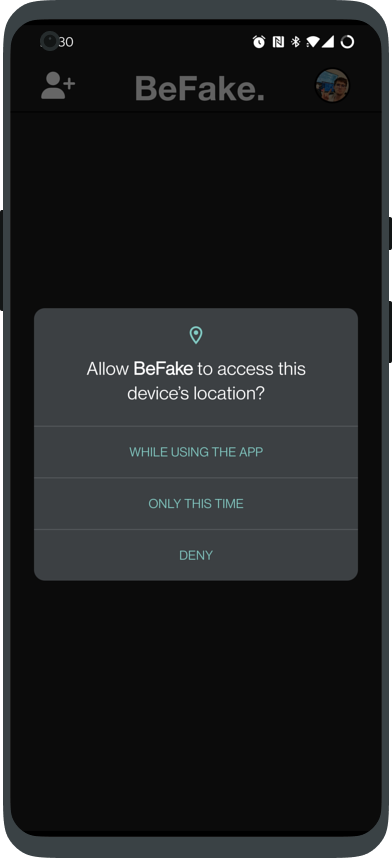 30
BeFake.
Allow BeFake to access this
device's location?
WHILE USING THE APP
ONLY THIS TIME
DENY